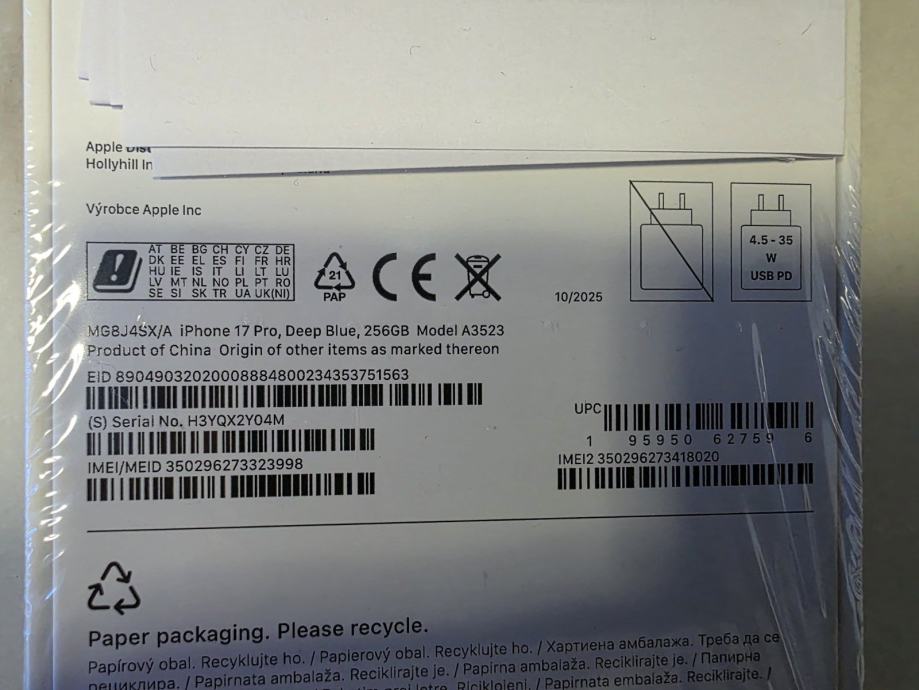 Apple
Hollyhill
Výrobce Apple Inc
AT BE BG CH CY CZ DE
DK EE EL ES FI FR HR
HU IE IS IT LI LT LU
LV MT NL NO PL PT RO
SE SI SK TR UA UK(NI)
21
PAP
CE
10/2025
4.5 - 35
W
USB PD
MG8J4SX/A iPhone 17 Pro, Deep Blue, 256GB Model A3523
Product of China Origin of other items as marked thereon
EID 89049032020008884800234353751563
(S) Serial No. H3YQX2Y04M
IMEI/MEID 350296273323998
UPC
1 95950 62759 6
IMEI2 350296273418020
Paper packaging. Please recycle.
Papírový obal. Recyklujte ho. / Papierový obal. Recyklujte ho. / Хартиена амбалажа. Треба да се
рециклира. / Papirnata ambalaža. Reciklirajte je. / Papirna ambalaža. Reciklirajte je. / Папирна
Riciklojeni. / Kartonska ambalaža. Reciklirajte. /